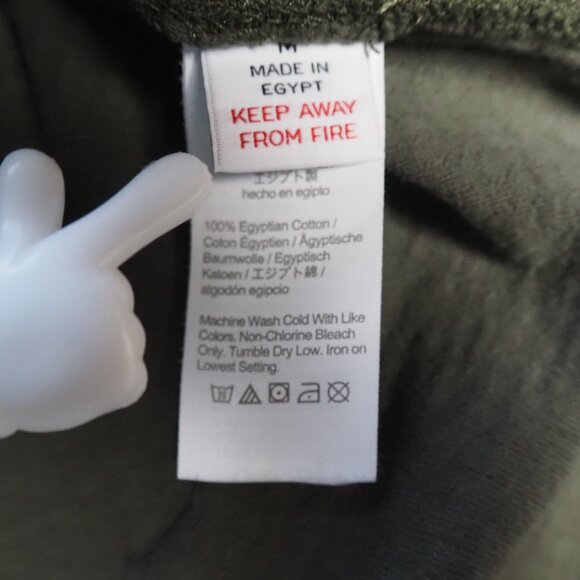 M
MADE IN
EGYPT
KEEP AWAY
FROM FIRE
エジプト製
hecho en egipto
100% Egyptian Cotton /
Coton Égyptien / Ägyptische
Baumwolle / Egyptisch
Katoen / エジプト綿 /
algodón egipcio
Machine Wash Cold With Like
Colors. Non-Chlorine Bleach
Only. Tumble Dry Low. Iron on
Lowest Setting.